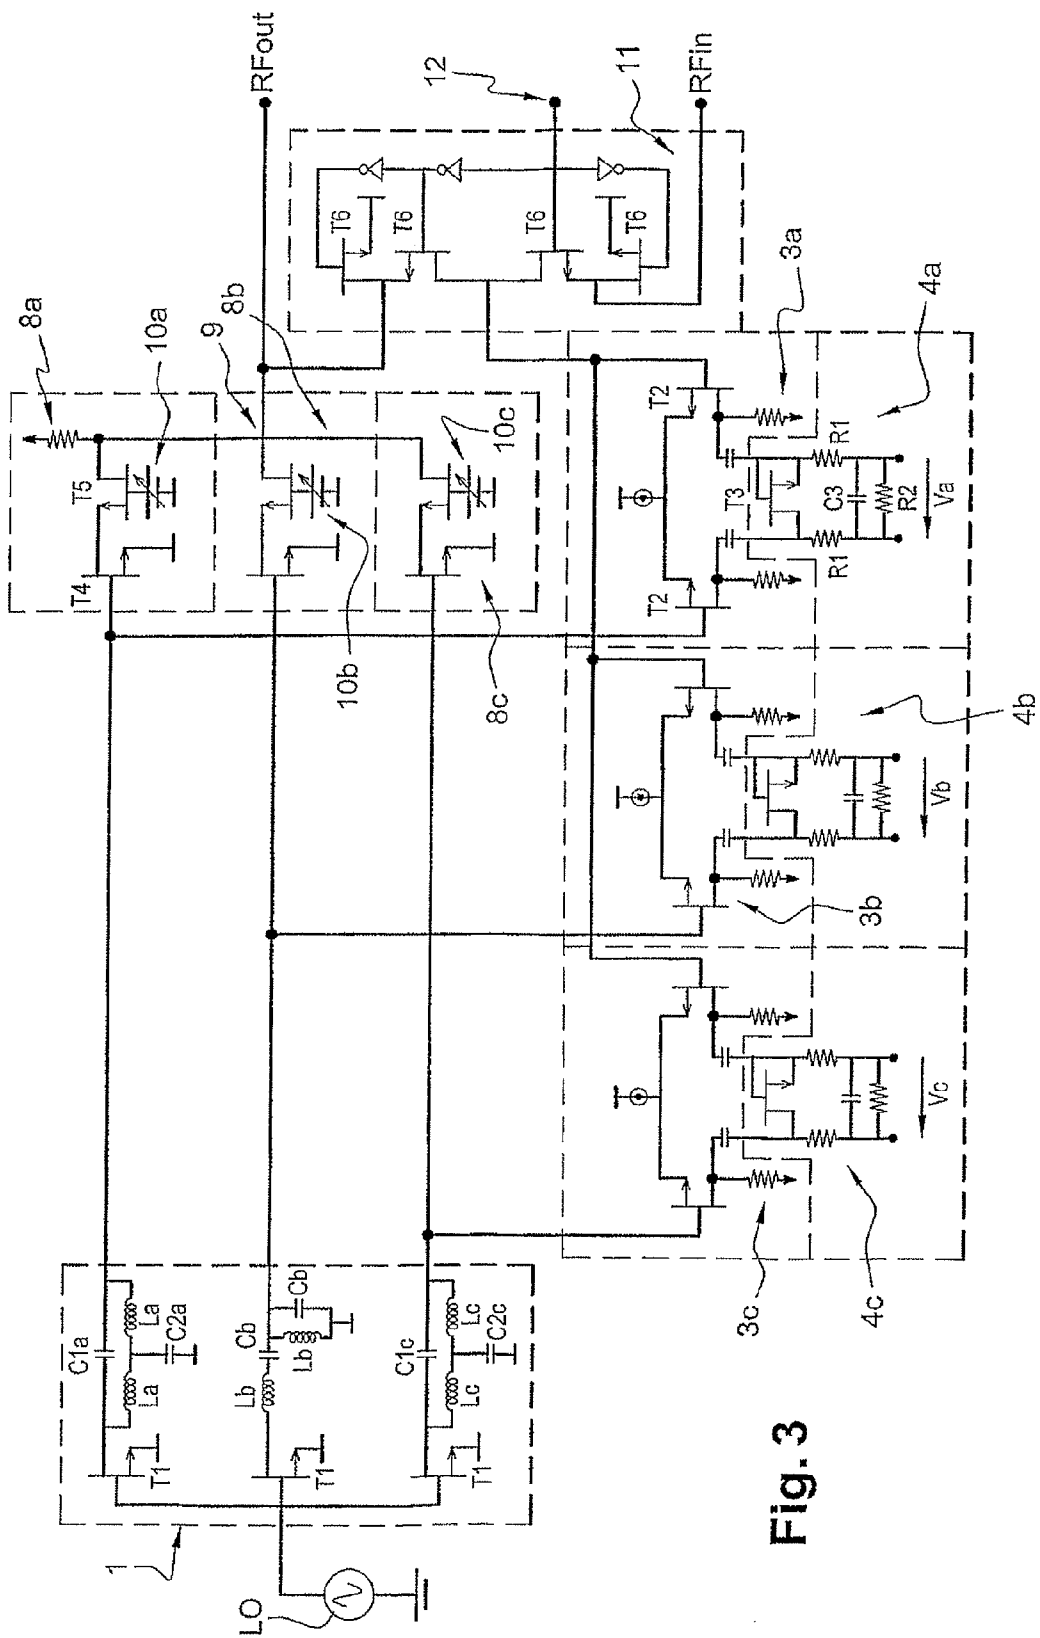 RFout
12
11
RFin
8a
10a
9
8b
10c
T5
T4
10b
8c
T6
T6
T6
T6
3a
4a
T2
T2
T3
R1
R1
C3
R2
Va
4b
Vb
3b
Vc
3c
4c
C1a
La
La
C2a
T1
Lb
Cb
Lb
Cb
T1
C1c
Lc
Lc
C2c
T1
1
LO
Fig. 3